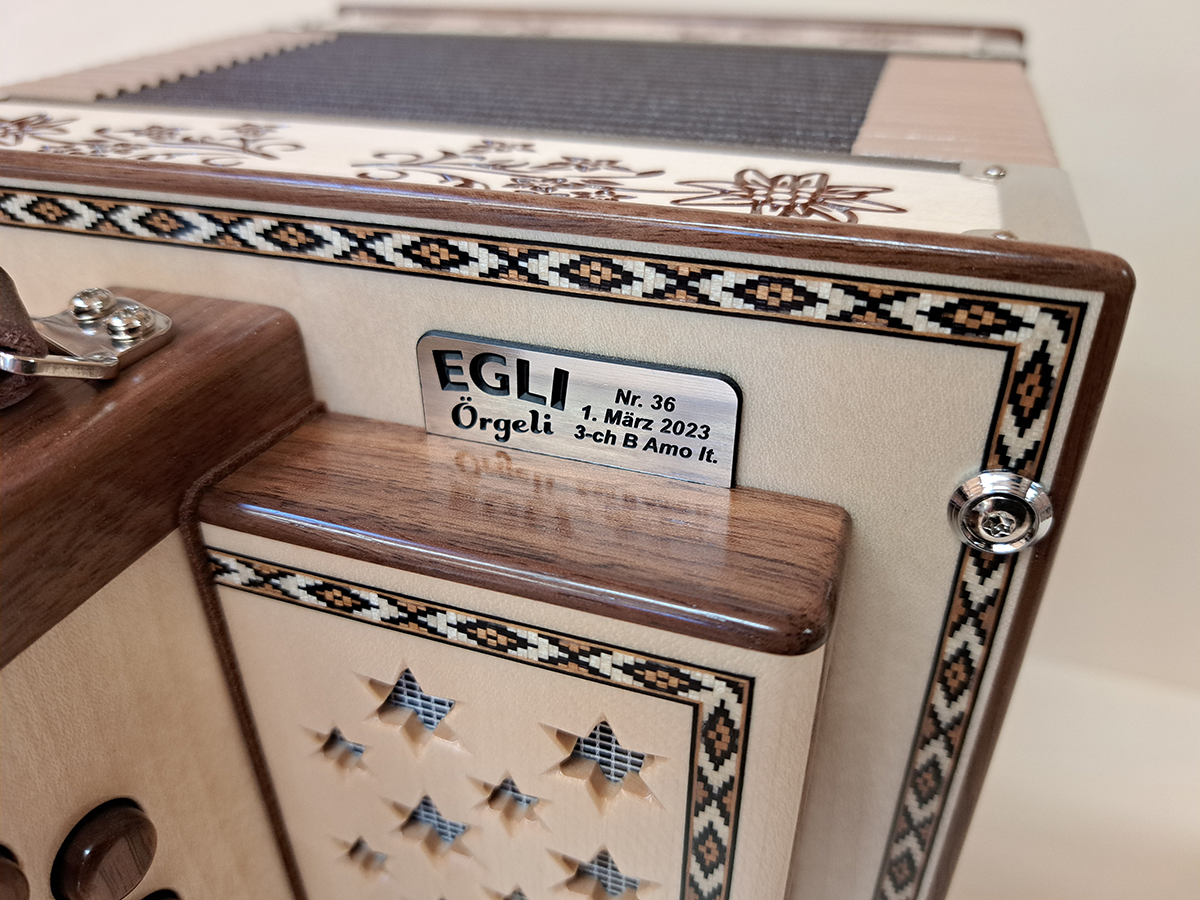 EGLI
Örgeli
Nr. 36
1. März 2023
3-ch B Amo It.